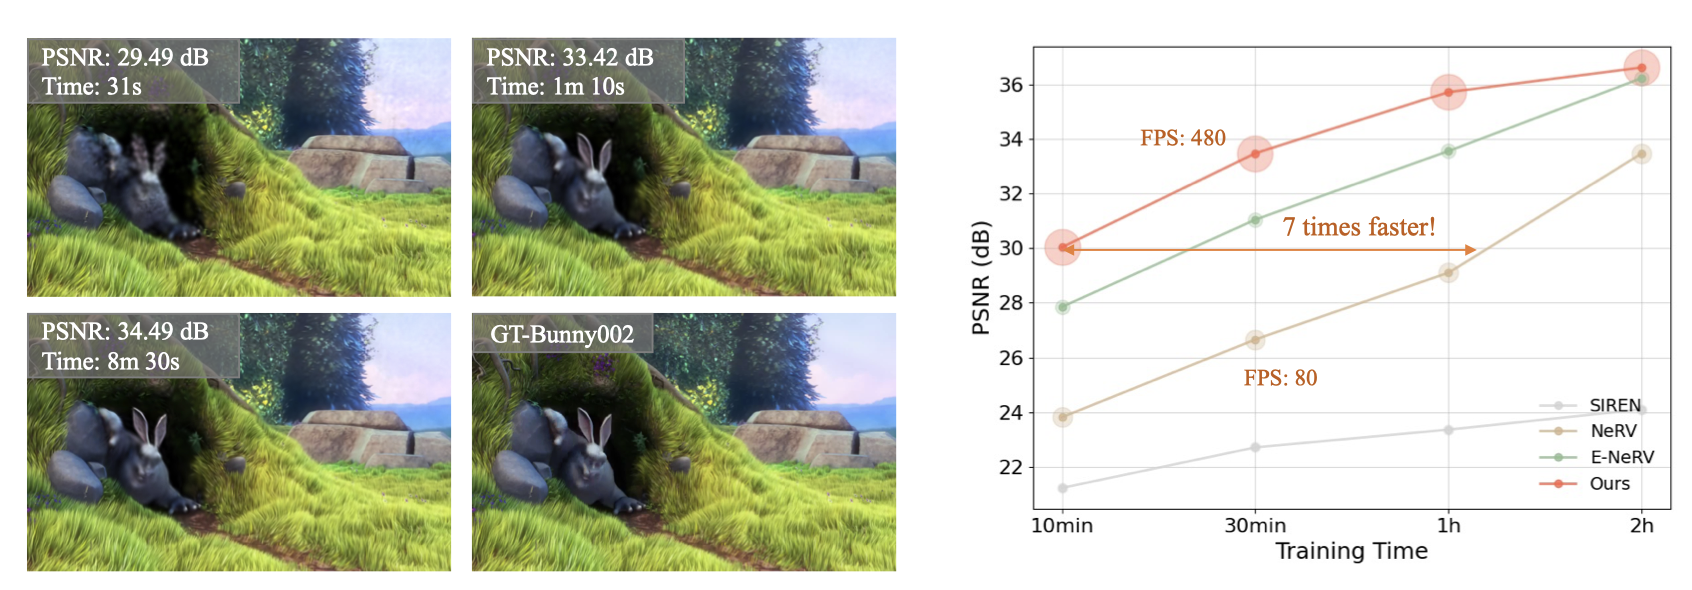 PSNR: 29.49 dB
Time: 31s
PSNR: 33.42 dB
Time: 1m 10s
PSNR: 34.49 dB
Time: 8m 30s
GT-Bunny002
PSNR (dB)
36
34
32
30
28
26
24
22
FPS: 480
7 times faster!
FPS: 80
SIREN
NeRV
E-NeRV
Ours
10min
30min
1h
2h
Training Time